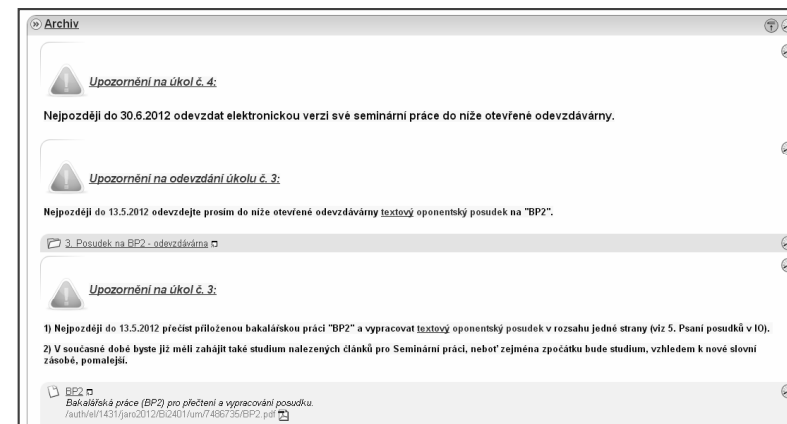 Archiv
Upozornění na úkol č. 4:
Nejpozději do 30.6.2012 odevzdat elektronickou verzi své seminární práce do níže otevřené odevzdávárny.
Upozornění na odevzdání úkolu č. 3:
Nejpozději do 13.5.2012 odevzdejte prosím do níže otevřené odevzdávárny textový oponentský posudek na "BP2".
3. Posudek na BP2 - odevzdávárna
Upozornění na úkol č. 3:
1) Nejpozději do 13.5.2012 přečíst přiloženou bakalářskou práci "BP2" a vypracovat textový oponentský posudek v rozsahu jedné strany (viz 5. Psaní posudků v IO).
2) V současné době byste již měli zahájit také studium nalezených článků pro Seminární práci, neboť zejména zpočátku bude studium, vzhledem k nové slovní
zásobě, pomalejší.
BP2
Bakalářská práce (BP2) pro přečtení a vypracování posudku.
/auth/el/1431/jaro2012/Bi2401/um/7486735/BP2.pdf